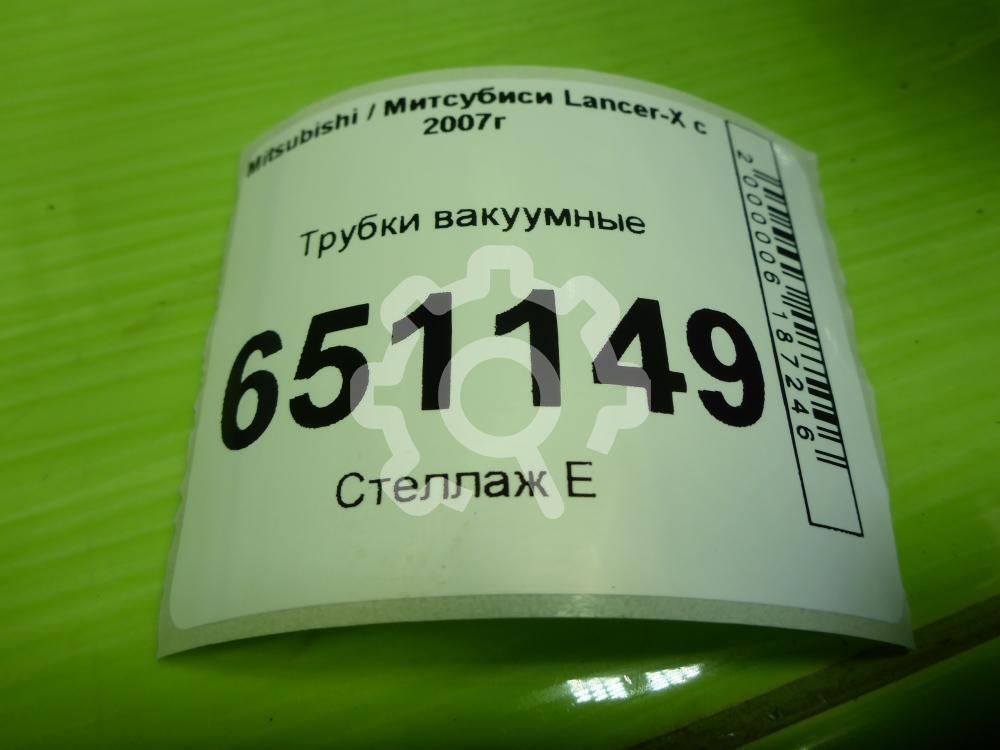 Mitsubishi / Митсубиси Lancer-X с
2007г
Трубки вакуумные
651149
Стеллаж Е
2000006187246